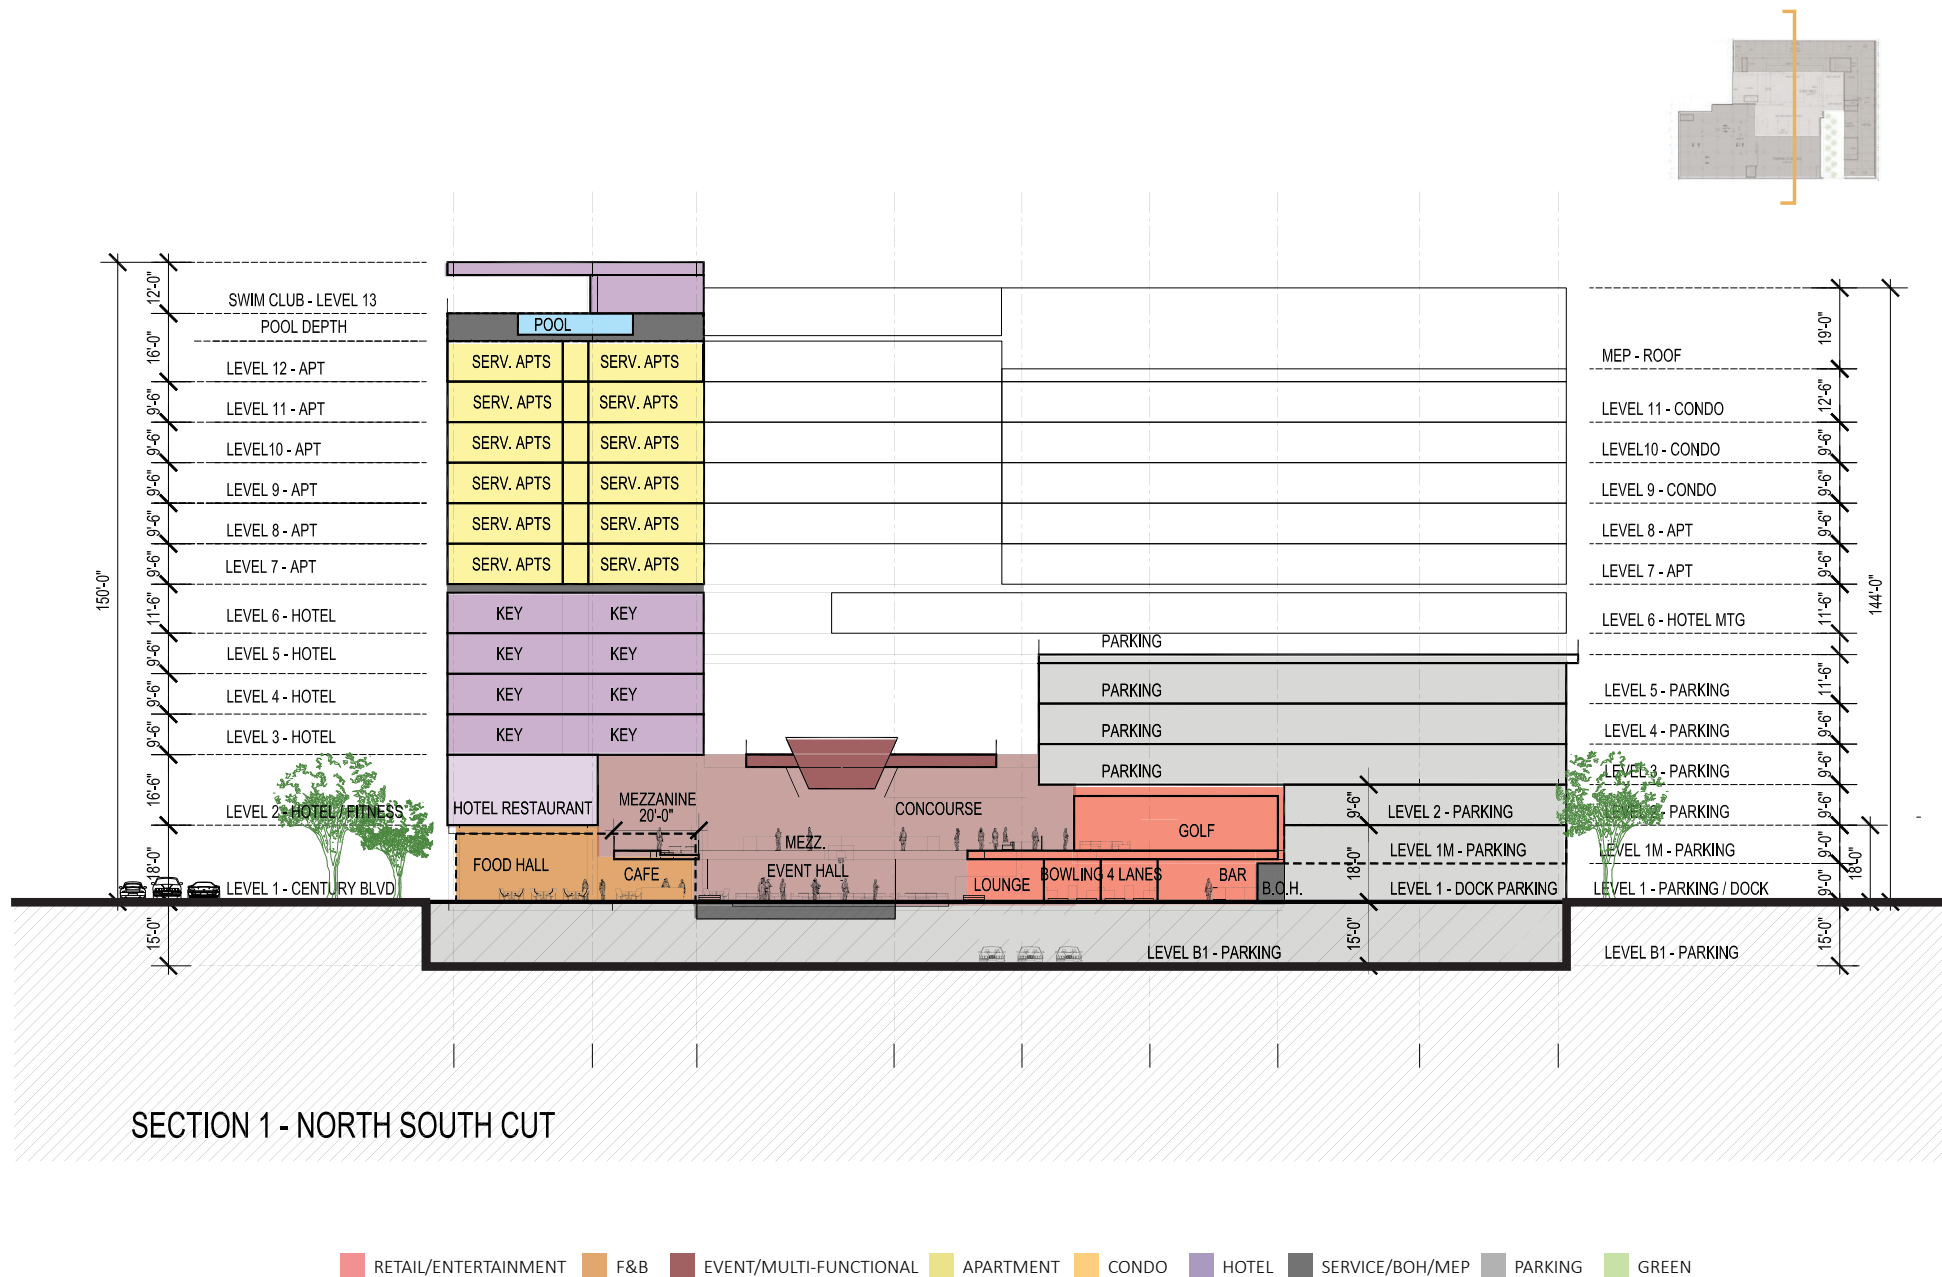 12'-0"
SWIM CLUB - LEVEL 13
POOL DEPTH
16'-0"
LEVEL 12 - APT
9'-6"
LEVEL 11 - APT
9'-6"
LEVEL10 - APT
9'-6"
LEVEL 9 - APT
9'-6"
LEVEL 8 - APT
9'-6"
LEVEL 7 - APT
150'-0"
11'-6"
LEVEL 6 - HOTEL
9'-6"
LEVEL 5 - HOTEL
9'-6"
LEVEL 4 - HOTEL
9'-6"
LEVEL 3 - HOTEL
16'-6"
LEVEL 2 - HOTEL / FITNESS
18'-0"
LEVEL 1 - CENTURY BLVD
15'-0"
POOL
SERV. APTS SERV. APTS
SERV. APTS SERV. APTS
SERV. APTS SERV. APTS
SERV. APTS SERV. APTS
SERV. APTS SERV. APTS
SERV. APTS SERV. APTS
KEY KEY
KEY KEY
KEY KEY
KEY KEY
HOTEL RESTAURANT
MEZZANINE
20'-0"
CONCOURSE
MEZZ.
FOOD HALL
CAFE
EVENT HALL
GOLF
LOUNGE
BOWLING 4 LANES
BAR
B.O.H.
PARKING
PARKING
PARKING
PARKING
9'-6"
LEVEL 2 - PARKING
LEVEL 1M - PARKING
18'-0"
LEVEL 1 - DOCK PARKING
15'-0"
LEVEL B1 - PARKING
19'-0"
MEP - ROOF
12'-6"
LEVEL 11 - CONDO
9'-6"
LEVEL10 - CONDO
9'-6"
LEVEL 9 - CONDO
9'-6"
LEVEL 8 - APT
9'-6"
LEVEL 7 - APT
144'-0"
11'-6"
LEVEL 6 - HOTEL MTG
11'-6"
LEVEL 5 - PARKING
9'-6"
LEVEL 4 - PARKING
9'-6"
LEVEL 3 - PARKING
9'-6"
PARKING
9'-0"
LEVEL 1M - PARKING
18'-0"
9'-0"
LEVEL 1 - PARKING / DOCK
15'-0"
LEVEL B1 - PARKING
SECTION 1 - NORTH SOUTH CUT
RETAIL/ENTERTAINMENT F&B EVENT/MULTI-FUNCTIONAL APARTMENT CONDO HOTEL SERVICE/BOH/MEP PARKING GREEN